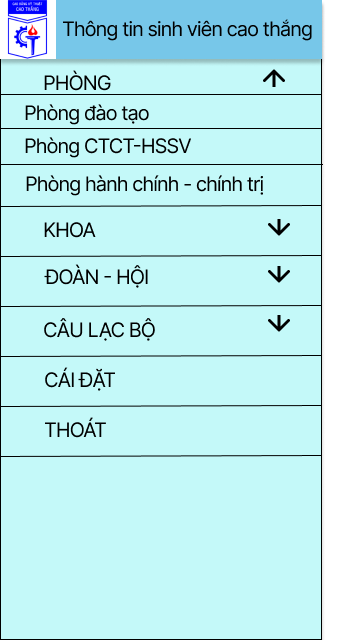 CAO ĐẲNG KỸ THUẬT
CAO THẮNG
Thông tin sinh viên cao thắng
PHÒNG
Phòng đào tạo
Phòng CTCT-HSSV
Phòng hành chính - chính trị
KHOA
ĐOÀN - HỘI
CÂU LẠC BỘ
CÁI ĐẶT
THOÁT